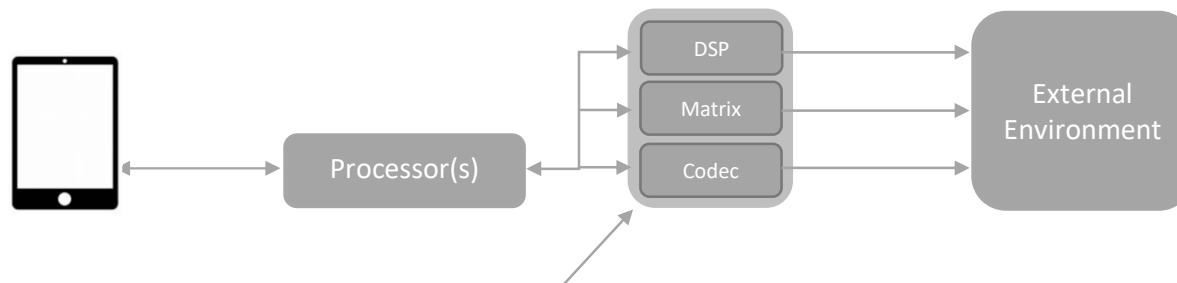 DSP
Matrix
Codec
Processor(s)
External
Environment